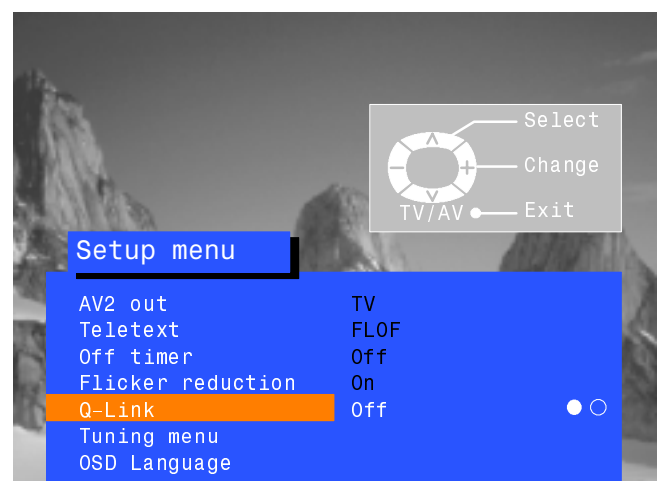 Select
Change
TV/AV Exit
Setup menu
AV2 out TV
Teletext FLOF
Off timer Off
Flicker reduction On
Q-Link Off
Tuning menu
OSD Language